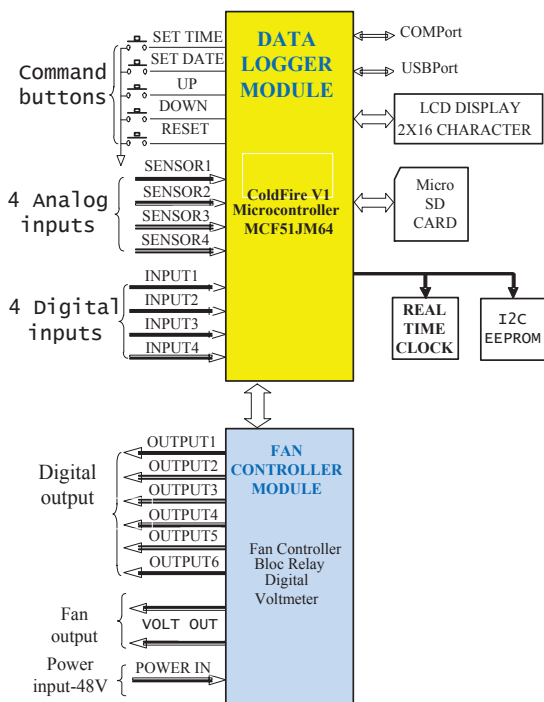 SET TIME
SET DATE
UP
DOWN
RESET
Command
buttons
SENSOR1
SENSOR2
SENSOR3
SENSOR4
4 Analog
inputs
INPUT1
INPUT2
INPUT3
INPUT4
4 Digital
inputs
DATA
LOGGER
MODULE
ColdFire V1
Microcontroller
MCF51JM64
COMPort
USBPort
LCD DISPLAY
2X16 CHARACTER
Micro
SD
CARD
REAL
TIME
CLOCK
I2C
EEPROM
OUTPUT1
OUTPUT2
OUTPUT3
OUTPUT4
OUTPUT5
OUTPUT6
Digital
output
FAN
CONTROLLER
MODULE
Fan Controller
Bloc Relay
Digital
Voltmeter
Fan
output
VOLT OUT
Power
input-48V
POWER IN